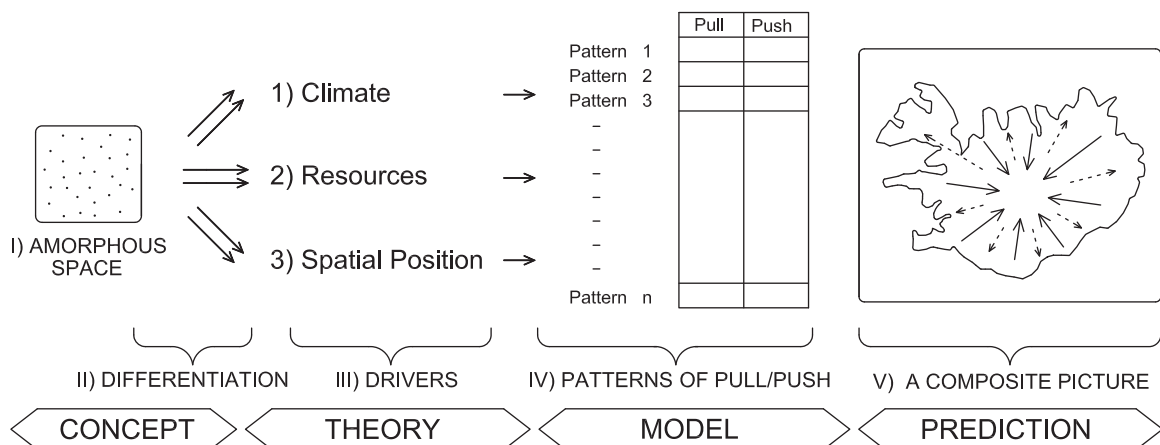 Pull Push
Pattern 1
Pattern 2
Pattern 3
–
–
–
–
–
–
–
Pattern n
1) Climate
2) Resources
3) Spatial Position
I) AMORPHOUS
SPACE
II) DIFFERENTIATION
III) DRIVERS
IV) PATTERNS OF PULL/PUSH
V) A COMPOSITE PICTURE
CONCEPT
THEORY
MODEL
PREDICTION